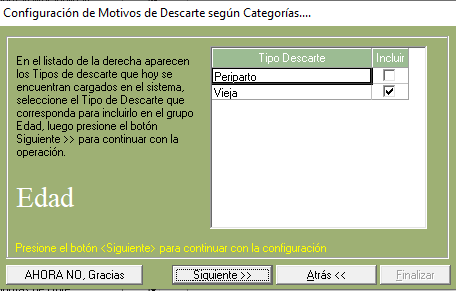 Configuración de Motivos de Descarte según Categorías....
En el listado de la derecha aparecen
los Tipos de descarte que hoy se
encuentran cargados en el sistema,
seleccione el Tipo de Descarte que
corresponda para incluirlo en el grupo
Edad, luego presione el botón
Siguiente >> para continuar con la
operación.
Edad
Tipo Descarte Incluir
Periparto
Vieja
Presione el botón <Siguiente> para continuar con la configuración
AHORA NO, Gracias Siguiente >> Atrás << Finalizar